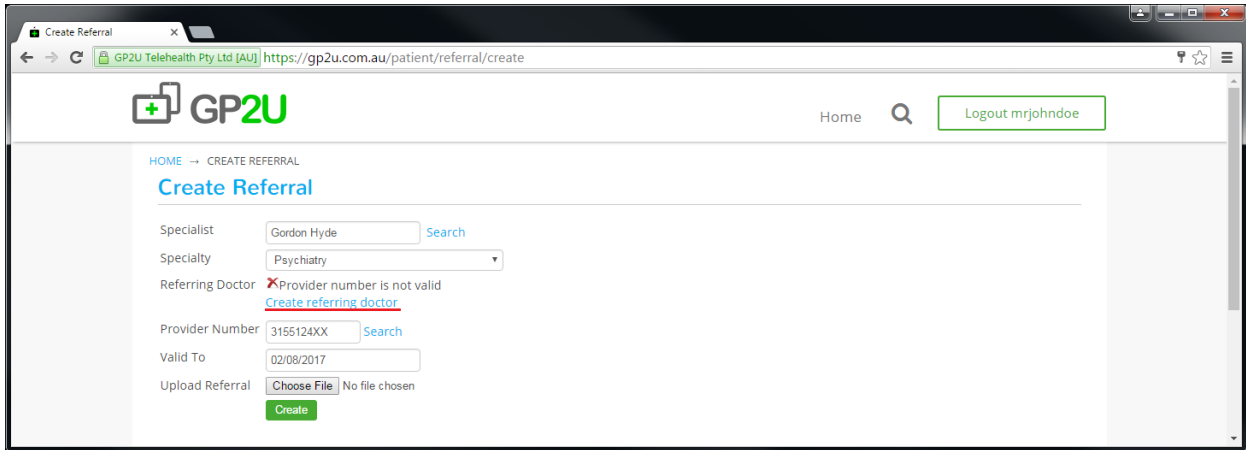 Create Referral
GP2U Telehealth Pty Ltd [AU] https://gp2u.com.au/patient/referral/create
GP2U
Home
Logout mrjohndoe
HOME → CREATE REFERRAL
Create Referral
Specialist Gordon Hyde Search
Specialty Psychiatry
Referring Doctor Provider number is not valid
Create referring doctor
Provider Number 3155124XX Search
Valid To 02/08/2017
Upload Referral Choose File No file chosen
Create